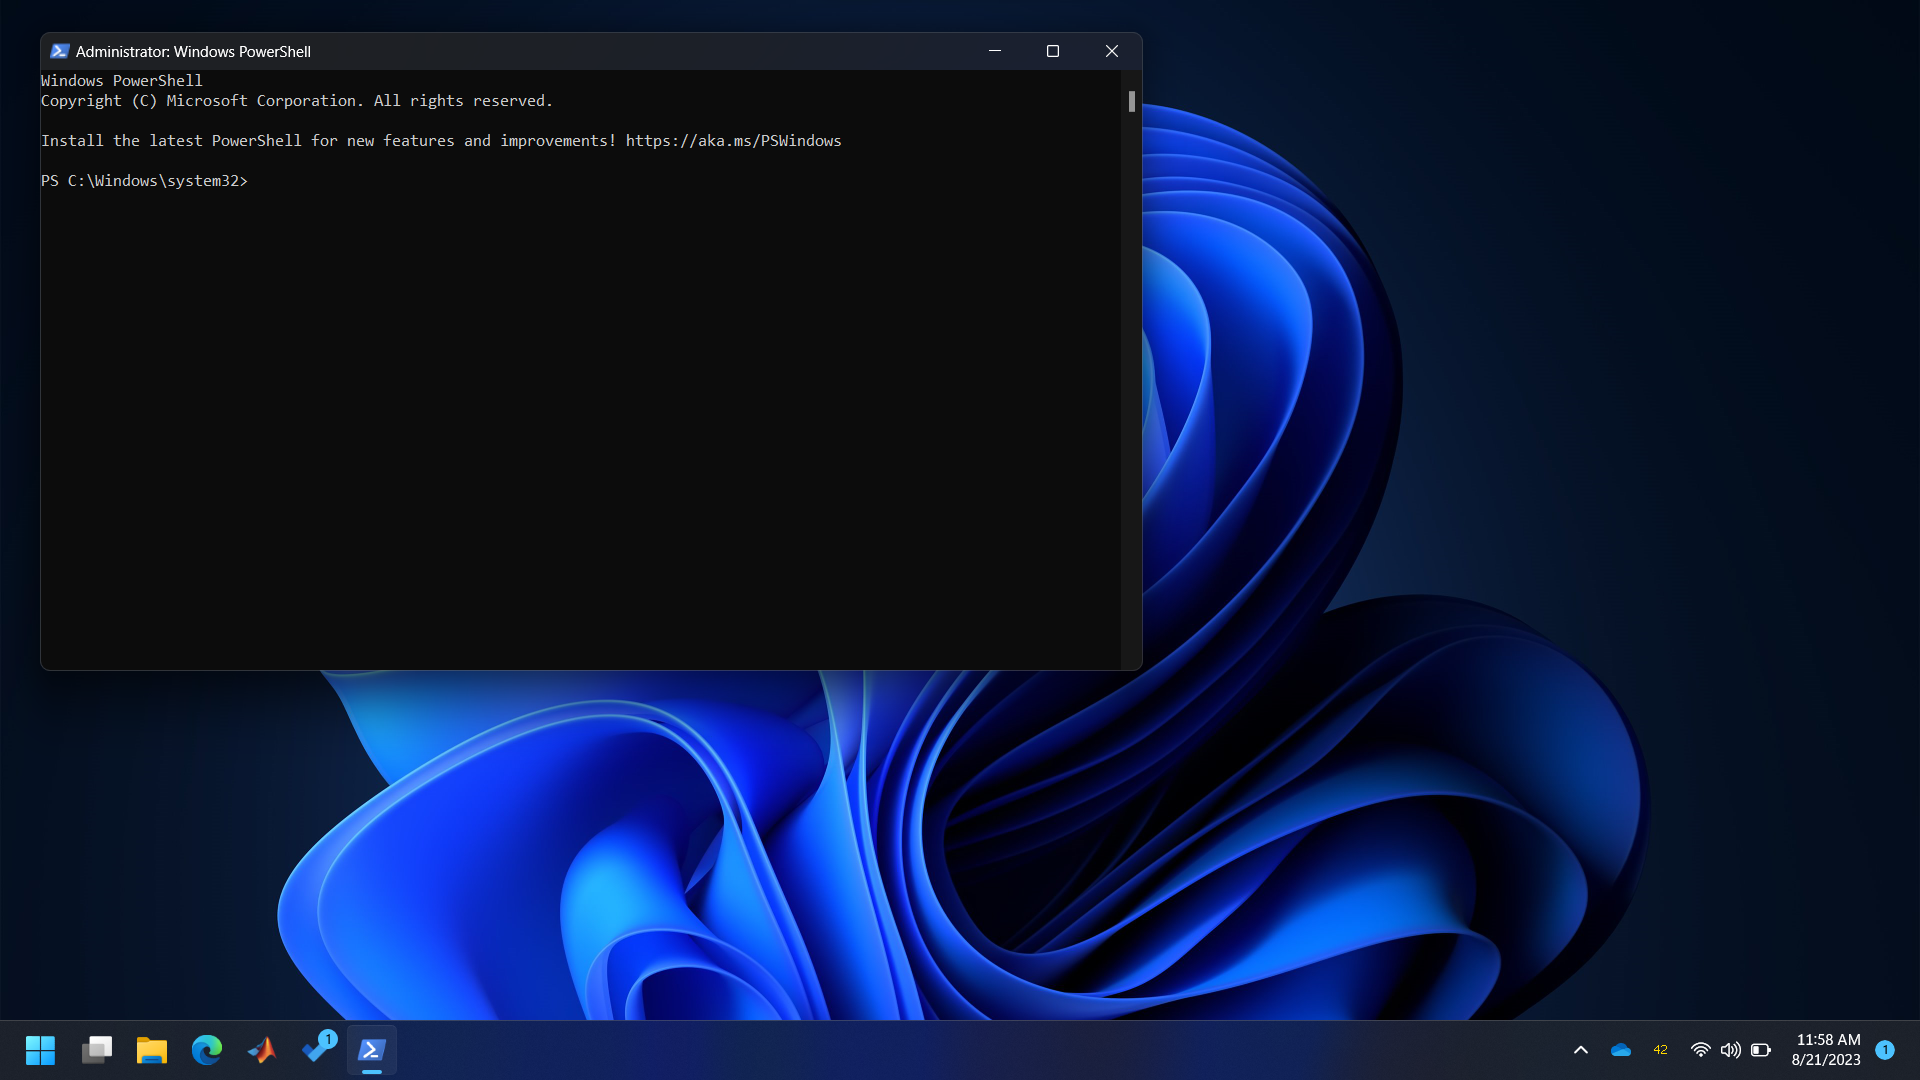 Administrator: Windows PowerShell
Windows PowerShell
Copyright (C) Microsoft Corporation. All rights reserved.
Install the latest PowerShell for new features and improvements! https://aka.ms/PSWindows
PS C:\Windows\system32>
1
42
11:58 AM
8/21/2023
1